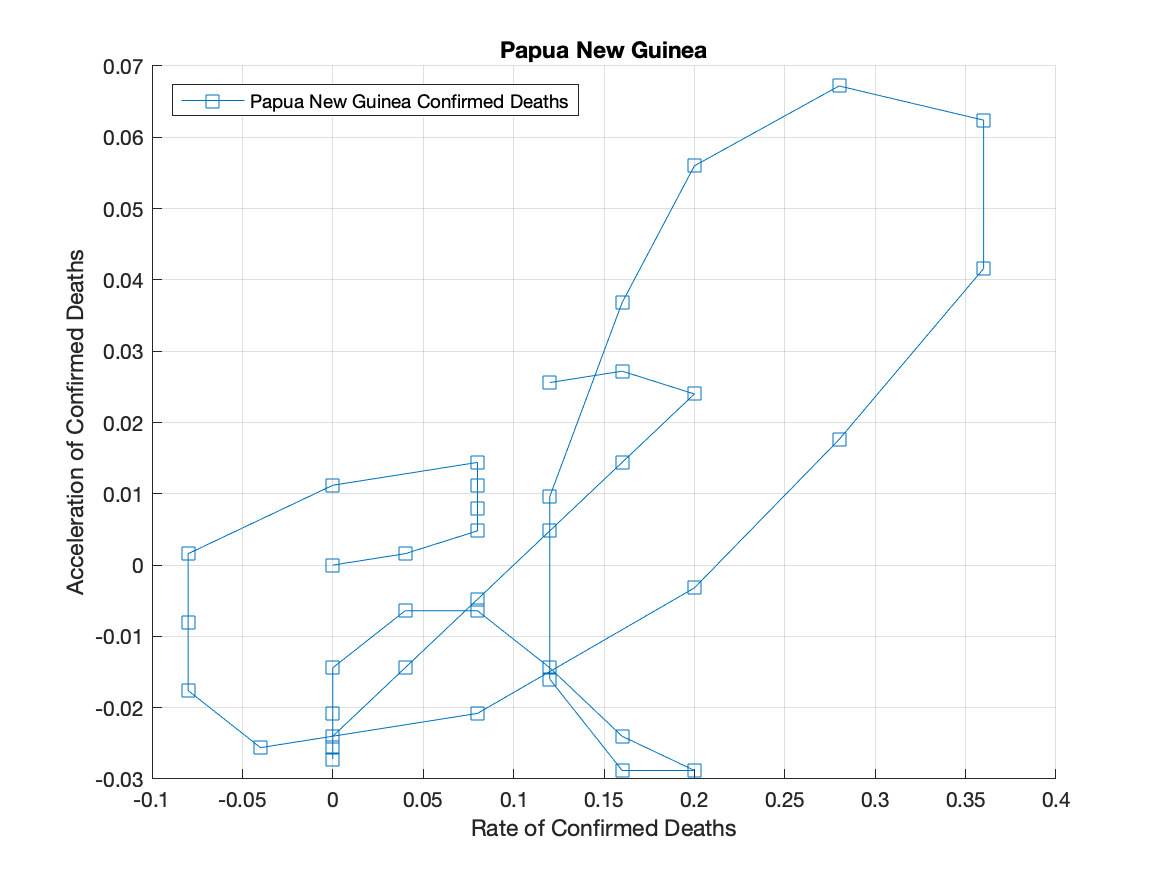 Papua New Guinea
Papua New Guinea Confirmed Deaths
0.07
0.06
0.05
0.04
0.03
0.02
0.01
0
-0.01
-0.02
-0.03
Acceleration of Confirmed Deaths
-0.1 -0.05 0 0.05 0.1 0.15 0.2 0.25 0.3 0.35 0.4
Rate of Confirmed Deaths